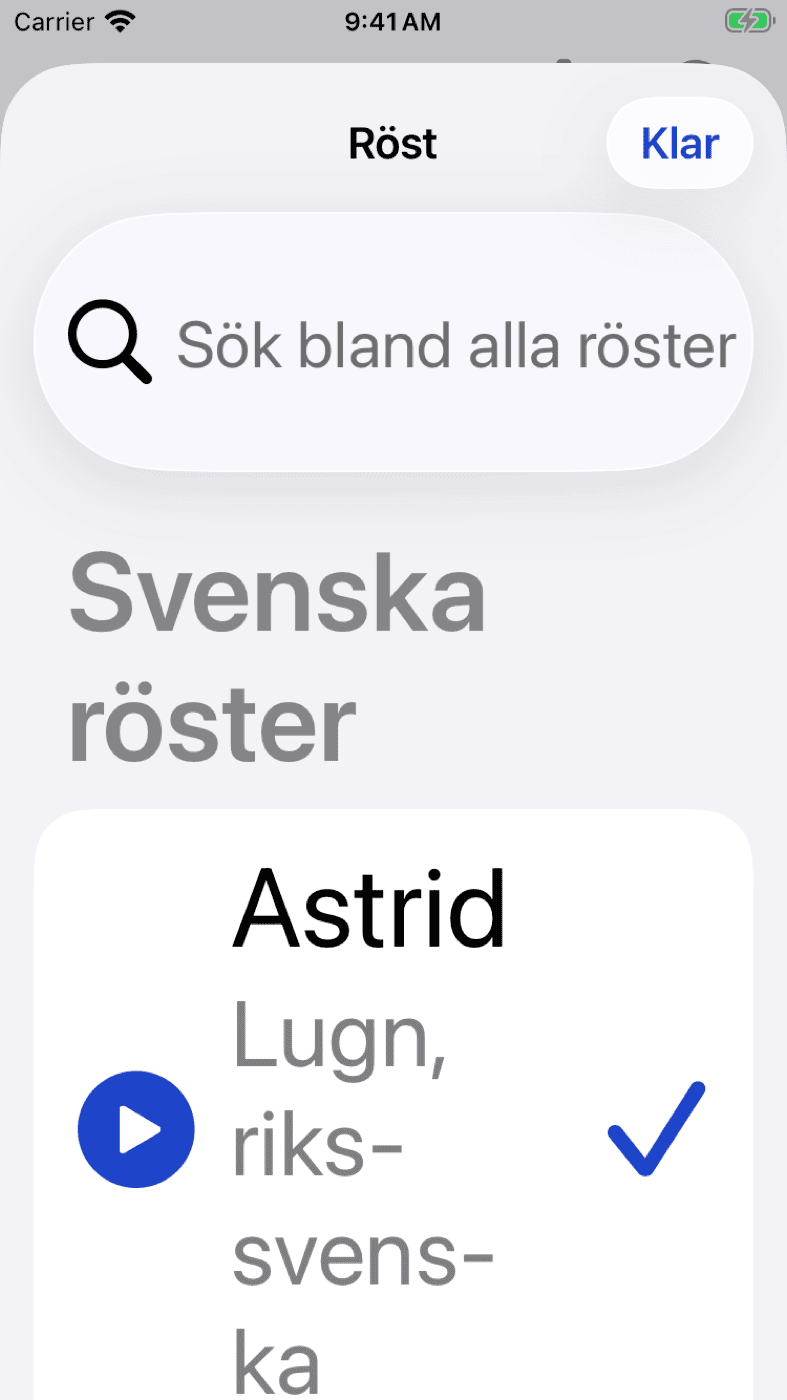 Carrier
9:41 AM
Röst
Klar
Sök bland alla röster
Svenska
röster
Astrid
Lugn,
riks-
svens-
ka